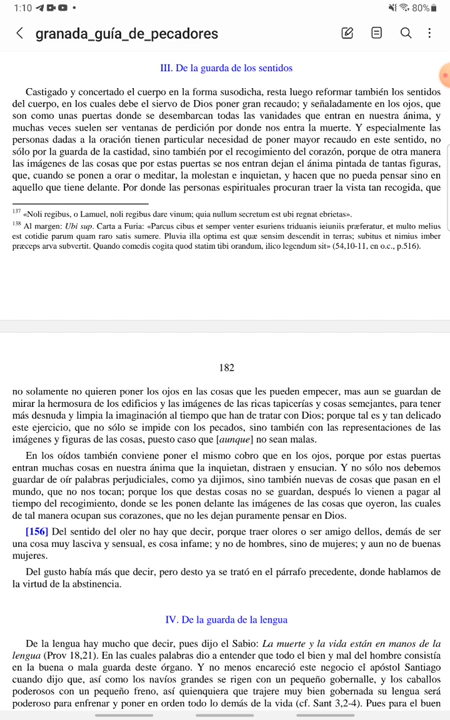 1:10
80%
granada_guía_de_pecadores
III. De la guarda de los sentidos
Castigado y concertado el cuerpo en la forma susodicha, resta luego reformar también los sentidos
del cuerpo, en los cuales debe el siervo de Dios poner gran recaudo; y señaladamente en los ojos, que
son como unas puertas donde se desembarcan todas las vanidades que entran en nuestra ánima, y
muchas veces suelen ser ventanas de perdición por donde nos entra la muerte. Y especialmente las
personas dadas a la oración tienen particular necesidad de poner mayor recaudo en este sentido, no
sólo por la guarda de la castidad, sino también por el recogimiento del corazón, porque de otra manera
las imágenes de las cosas que por estas puertas se nos entran dejan el ánima pintada de tantas figuras,
que, cuando se ponen a orar o meditar, la molestan e inquietan, y hacen que no pueda pensar sino en
aquello que tiene delante. Por donde las personas espirituales procuran traer la vista tan recogida, que
137 «Noli regibus, o Lamuel, noli regibus dare vinum; quia nullum secretum est ubi regnat ebrietas».
138 Al margen: Ubi sup. Carta a Furia: «Parcus cibus et semper venter esuriens triduanis ieiuniis præferatur, et multo melius
est cotidie parum quam raro satis sumere. Pluvia illa optima est quæ sensim descendit in terras; subitus et nimius imber
præceps arva subvertit. Quando comedis cogita quod statim tibi orandum, ilico legendum sit» (54,10-11, en o.c., p.516).
182
no solamente no quieren poner los ojos en las cosas que les pueden empecer, mas aun se guardan de
mirar la hermosura de los edificios y las imágenes de las ricas tapicerías y cosas semejantes, para tener
más desnuda y limpia la imaginación al tiempo que han de tratar con Dios; porque tal es y tan delicado
este ejercicio, que no sólo se impide con los pecados, sino también con las representaciones de las
imágenes y figuras de las cosas, puesto caso que [aunque] no sean malas.
En los oídos también conviene poner el mismo cobro que en los ojos, porque por estas puertas
entran muchas cosas en nuestra ánima que la inquietan, distraen y ensucian. Y no sólo nos debemos
guardar de oír palabras perjudiciales, como ya dijimos, sino también nuevas de cosas que pasan en el
mundo, que no nos tocan; porque los que destas cosas no se guardan, después lo vienen a pagar al
tiempo del recogimiento, donde se les ponen delante las imágenes de las cosas que oyeron, las cuales
de tal manera ocupan sus corazones, que no les dejan puramente pensar en Dios.
[156] Del sentido del oler no hay que decir, porque traer olores o ser amigo dellos, demás de ser
una cosa muy lasciva y sensual, es cosa infame; y no de hombres, sino de mujeres; y aun no de buenas
mujeres.
Del gusto había más que decir, pero desto ya se trató en el párrafo precedente, donde hablamos de
la virtud de la abstinencia.
IV. De la guarda de la lengua
De la lengua hay mucho que decir, pues dijo el Sabio: La muerte y la vida están en manos de la
lengua (Prov 18,21). En las cuales palabras dio a entender que todo el bien y mal del hombre consistía
en la buena o mala guarda deste órgano. Y no menos encareció este negocio el apóstol Santiago
cuando dijo que, así como los navíos grandes se rigen con un pequeño gobernalle, y los caballos
poderosos con un pequeño freno, así quienquiera que trajere muy bien gobernada su lengua será
poderoso para enfrenar y poner en orden todo lo demás de la vida (cf. Sant 3,2-4). Pues para el buen